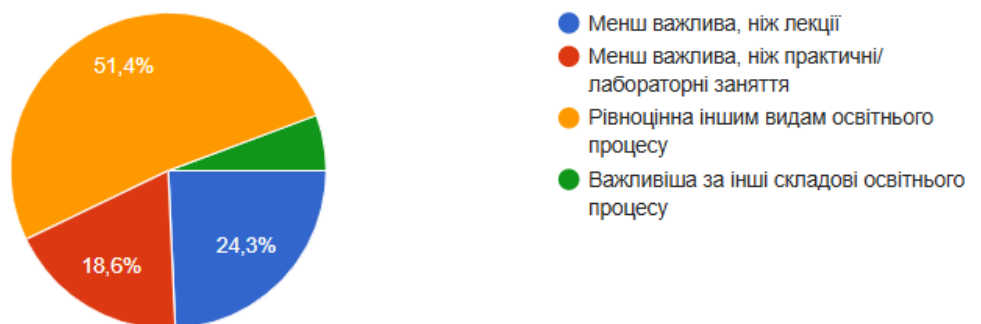 51,4%
18,6%
24,3%
Менш важлива, ніж лекції
Менш важлива, ніж практичні/
лабораторні заняття
Рівноцінна іншим видам освітнього
процесу
Важливіша за інші складові освітнього
процесу